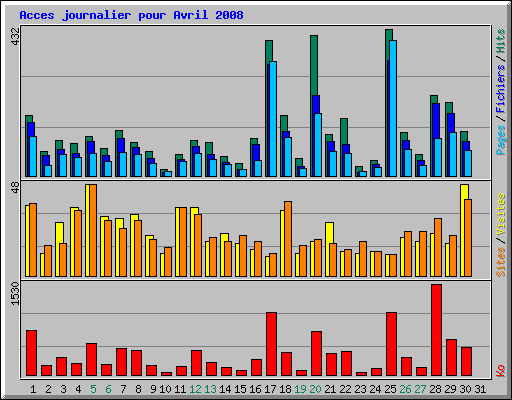 Acces journalier pour Avril 2008
432
Pages / Fichiers / Hits
48
Sites / Visites
1530
Ko
1 2 3 4 5 6 7 8 9 10 11 12 13 14 15 16 17 18 19 20 21 22 23 24 25 26 27 28 29 30 31